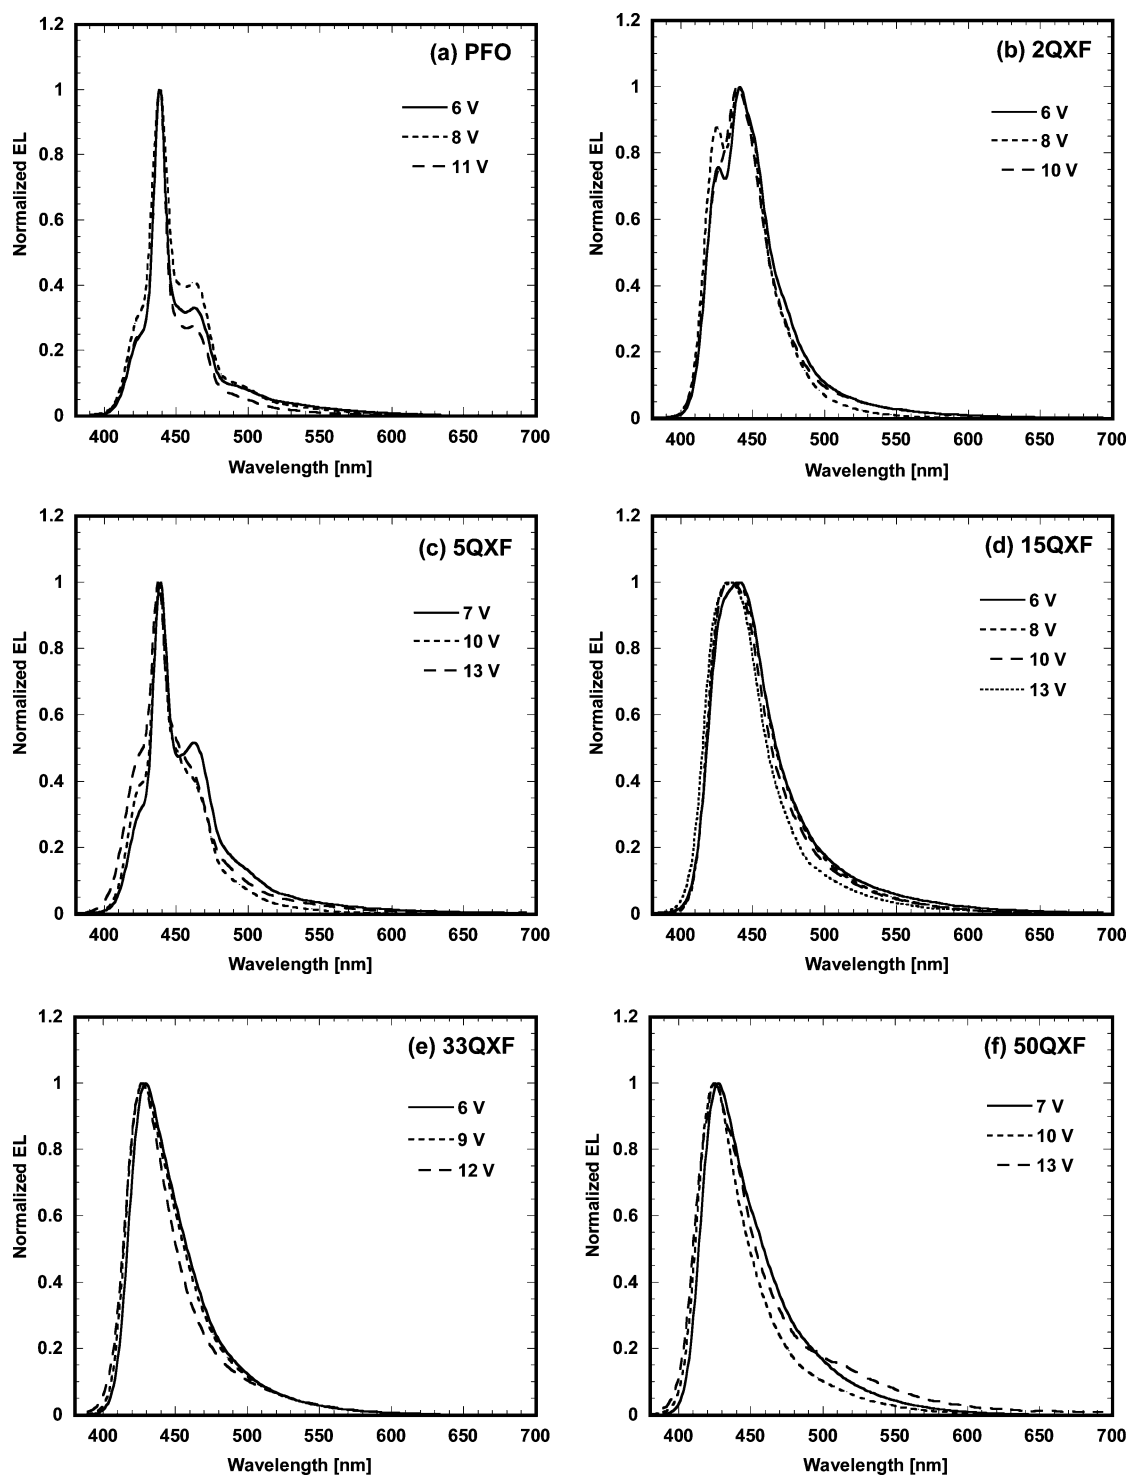 (a) PFO
6 V
8 V
11 V
Normalized EL
1.2
1
0.8
0.6
0.4
0.2
0
400 450 500 550 600 650 700
Wavelength [nm]
(b) 2QXF
6 V
8 V
10 V
Normalized EL
1.2
1
0.8
0.6
0.4
0.2
0
400 450 500 550 600 650 700
Wavelength [nm]
(c) 5QXF
7 V
10 V
13 V
Normalized EL
1.2
1
0.8
0.6
0.4
0.2
0
400 450 500 550 600 650 700
Wavelength [nm]
(d) 15QXF
6 V
8 V
10 V
13 V
Normalized EL
1.2
1
0.8
0.6
0.4
0.2
0
400 450 500 550 600 650 700
Wavelength [nm]
(e) 33QXF
6 V
9 V
12 V
Normalized EL
1.2
1
0.8
0.6
0.4
0.2
0
400 450 500 550 600 650 700
Wavelength [nm]
(f) 50QXF
7 V
10 V
13 V
Normalized EL
1.2
1
0.8
0.6
0.4
0.2
0
400 450 500 550 600 650 700
Wavelength [nm]